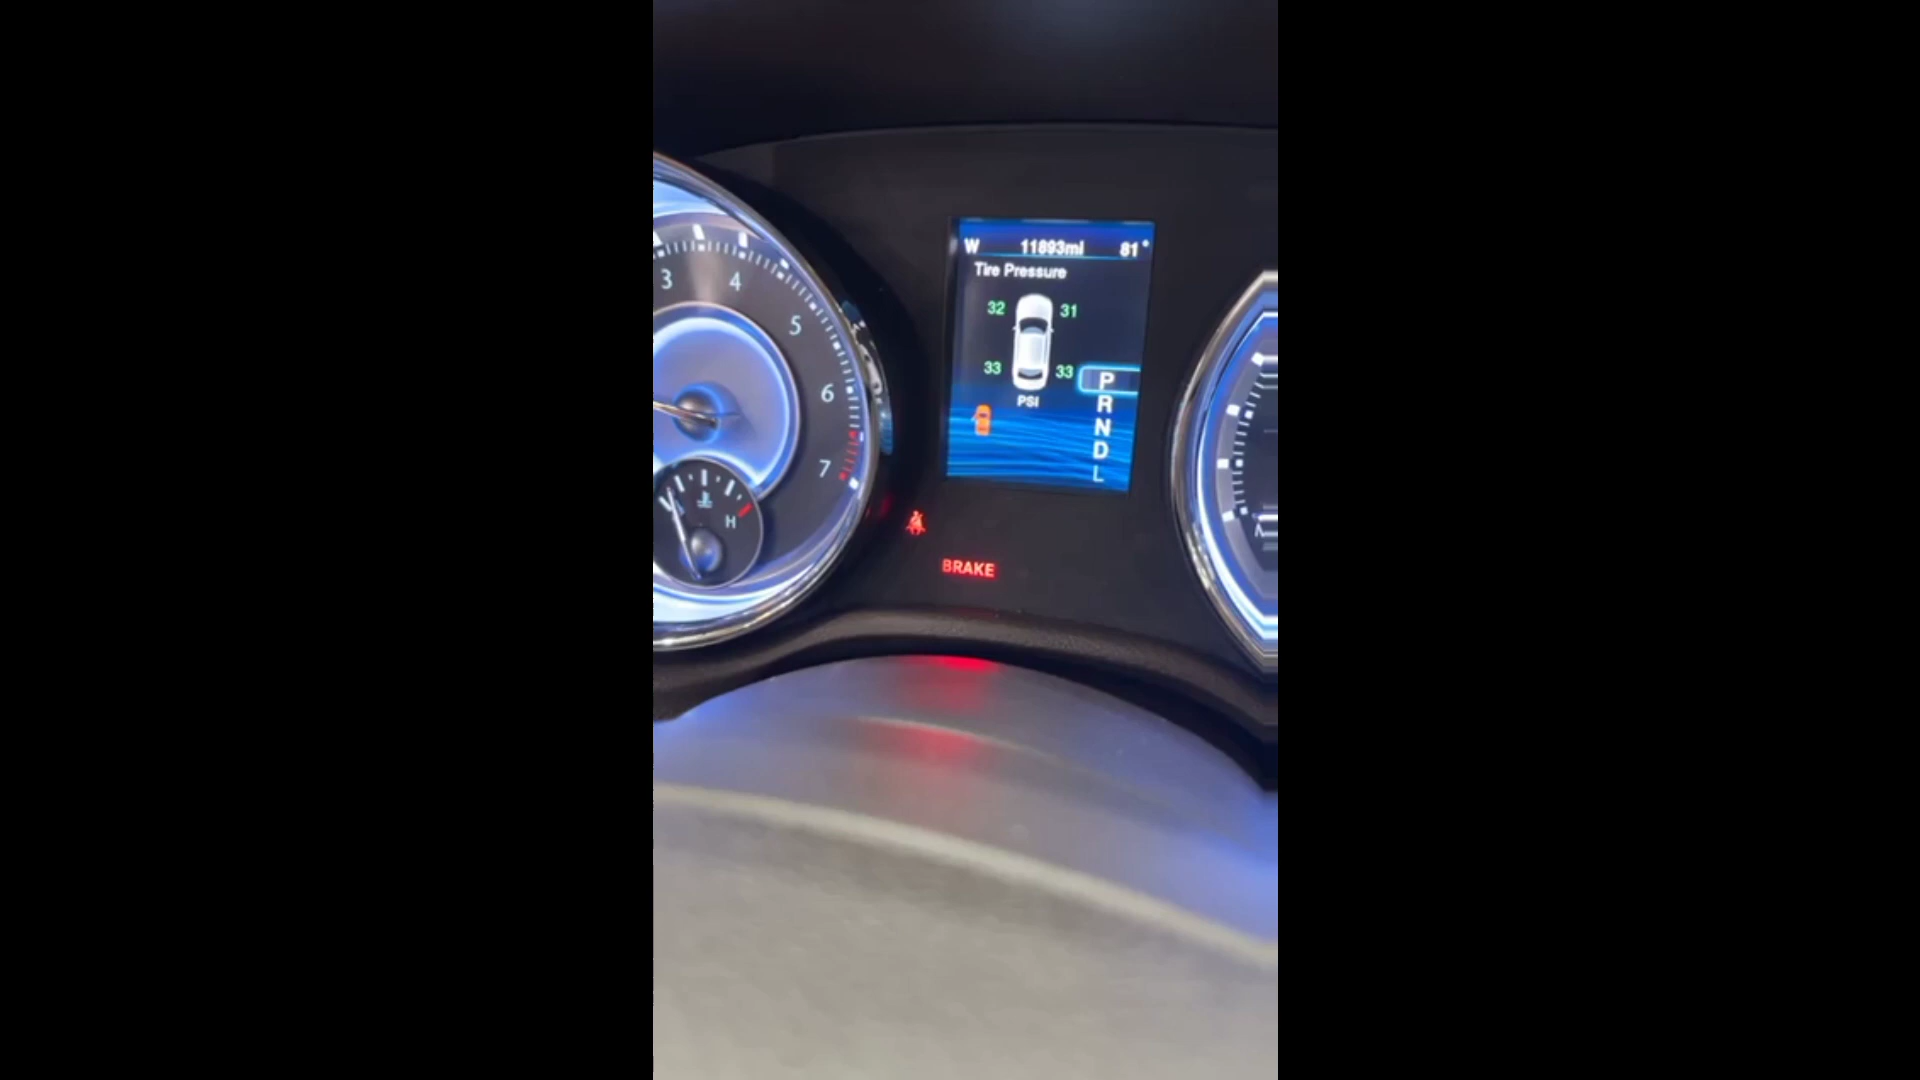 W 11893mi 81°
Tire Pressure
32 31
33 33
PSI
P
R
N
D
L
3
4
5
6
7
H
BRAKE